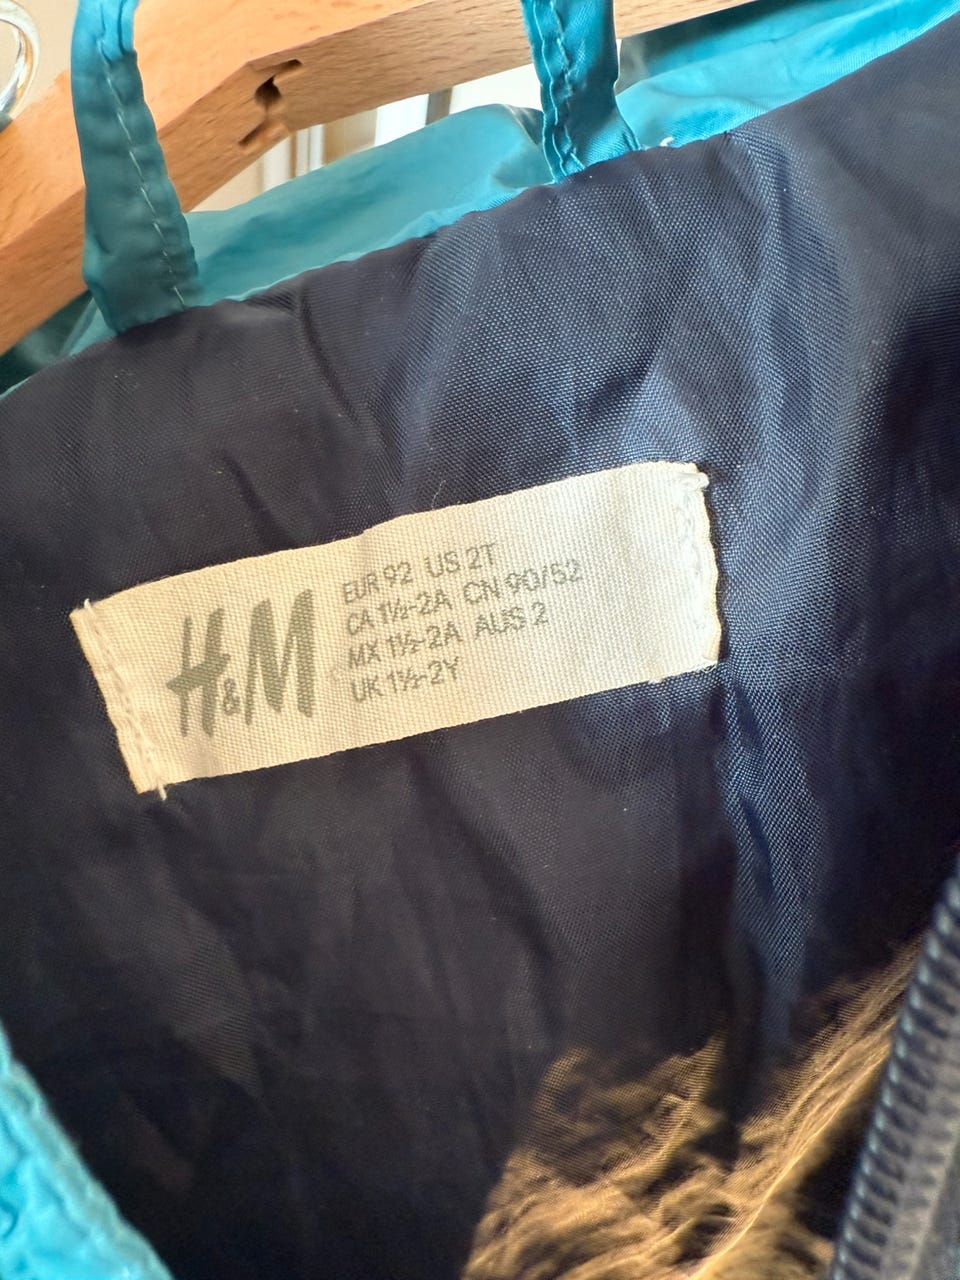 H&M
EUR 92 US 2T
CA 1½-2A CN 90/52
MX 1½-2A AUS 2
UK 1½-2Y